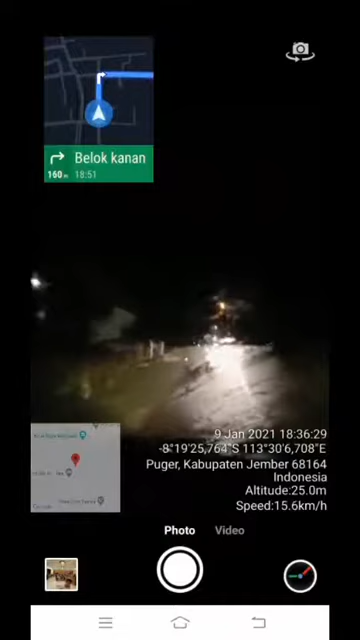 Belok kanan
160 m 18:51
9 Jan 2021 18:36:29
-8°19'25,764"S 113°30'6,708"E
Puger, Kabupaten Jember 68164
Indonesia
Altitude:25.0m
Speed:15.6km/h
Photo Video